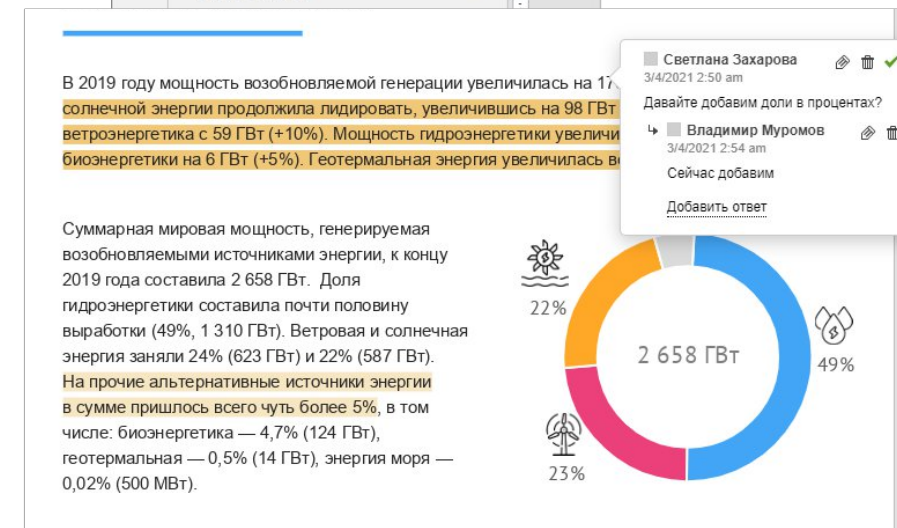 В 2019 году мощность возобновляемой генерации увеличилась на
солнечной энергии продолжила лидировать, увеличившись на 98 ГВт
ветроэнергетика с 59 ГВт (+10%). Мощность гидроэнергетики
биоэнергетики на 6 ГВт (+5%). Геотермальная энергия увеличилась
Светлана Захарова
3/4/2021 2:50 am
Давайте добавим доли в процентах?
Владимир Муромов
3/4/2021 2:54 am
Сейчас добавим
Добавить ответ
Суммарная мировая мощность, генерируемая
возобновляемыми источниками энергии, к концу
2019 года составила 2 658 ГВт. Доля
гидроэнергетики составила почти половину
выработки (49%, 1 310 ГВт). Ветровая и солнечная
энергия заняли 24% (623 ГВт) и 22% (587 ГВт).
На прочие альтернативные источники энергии
в сумме пришлось всего чуть более 5%, в том
числе: биоэнергетика — 4,7% (124 ГВт),
геотермальная — 0,5% (14 ГВт), энергия моря —
0,02% (500 МВт).
22%
2 658 ГВт
49%
23%